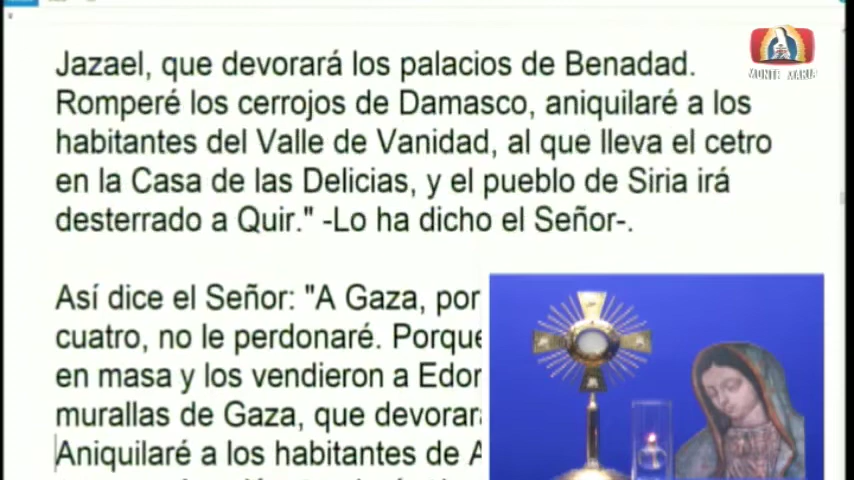 MONTE MARIA
Jazael, que devorará los palacios de Benadad.
Romperé los cerrojos de Damasco, aniquilaré a los
habitantes del Valle de Vanidad, al que lleva el cetro
en la Casa de las Delicias, y el pueblo de Siria irá
desterrado a Quir." -Lo ha dicho el Señor-.
Así dice el Señor: "A Gaza, por
cuatro, no le perdonaré. Porque
en masa y los vendieron a Edom
murallas de Gaza, que devorará
Aniquilaré a los habitantes de A